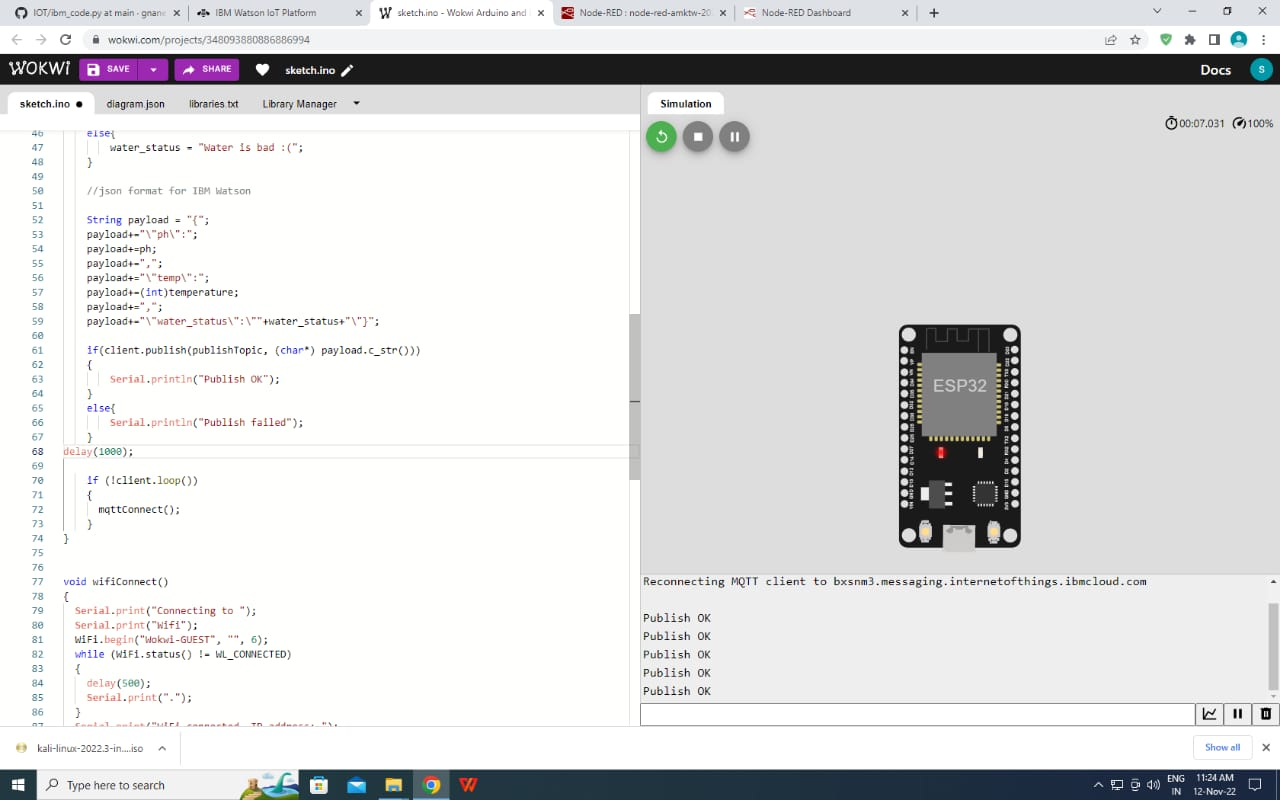 IOT/ibm_code.py at main · gnane
IBM Watson IoT Platform
sketch.ino - Wokwi Arduino and
Node-RED : node-red-amktw-20
Node-RED Dashboard
wokwi.com/projects/348093880886886994
WOKWi
SAVE
SHARE
sketch.ino
Docs
S
sketch.ino
diagram.json
libraries.txt
Library Manager
Simulation
00:07.031
100%
46 else{
47 water_status = "Water is bad :(";
48 }
49
50 //json format for IBM Watson
51
52 String payload = "{";
53 payload+="\"ph\":";
54 payload+=ph;
55 payload+=",";
56 payload+="\"temp\":";
57 payload+=(int)temperature;
58 payload+=",";
59 payload+="\"water_status\":\""+water_status+"\"}";
60
61 if(client.publish(publishTopic, (char*) payload.c_str()))
62 {
63 Serial.println("Publish OK");
64 }
65 else{
66 Serial.println("Publish failed");
67 }
68 delay(1000);
69
70 if (!client.loop())
71 {
72 mqttConnect();
73 }
74 }
75
76
77 void wifiConnect()
78 {
79 Serial.print("Connecting to ");
80 Serial.print("Wifi");
81 WiFi.begin("Wokwi-GUEST", "", 6);
82 while (WiFi.status() != WL_CONNECTED)
83 {
84 delay(500);
85 Serial.print(".");
86 }
87 Serial.print("WiFi connected, IP address: ");
ESP32
Reconnecting MQTT client to bxsnm3.messaging.internetofthings.ibmcloud.com
Publish OK
Publish OK
Publish OK
Publish OK
Publish OK
kali-linux-2022.3-in....iso
Show all
Type here to search
ENG
IN
11:24 AM
12-Nov-22